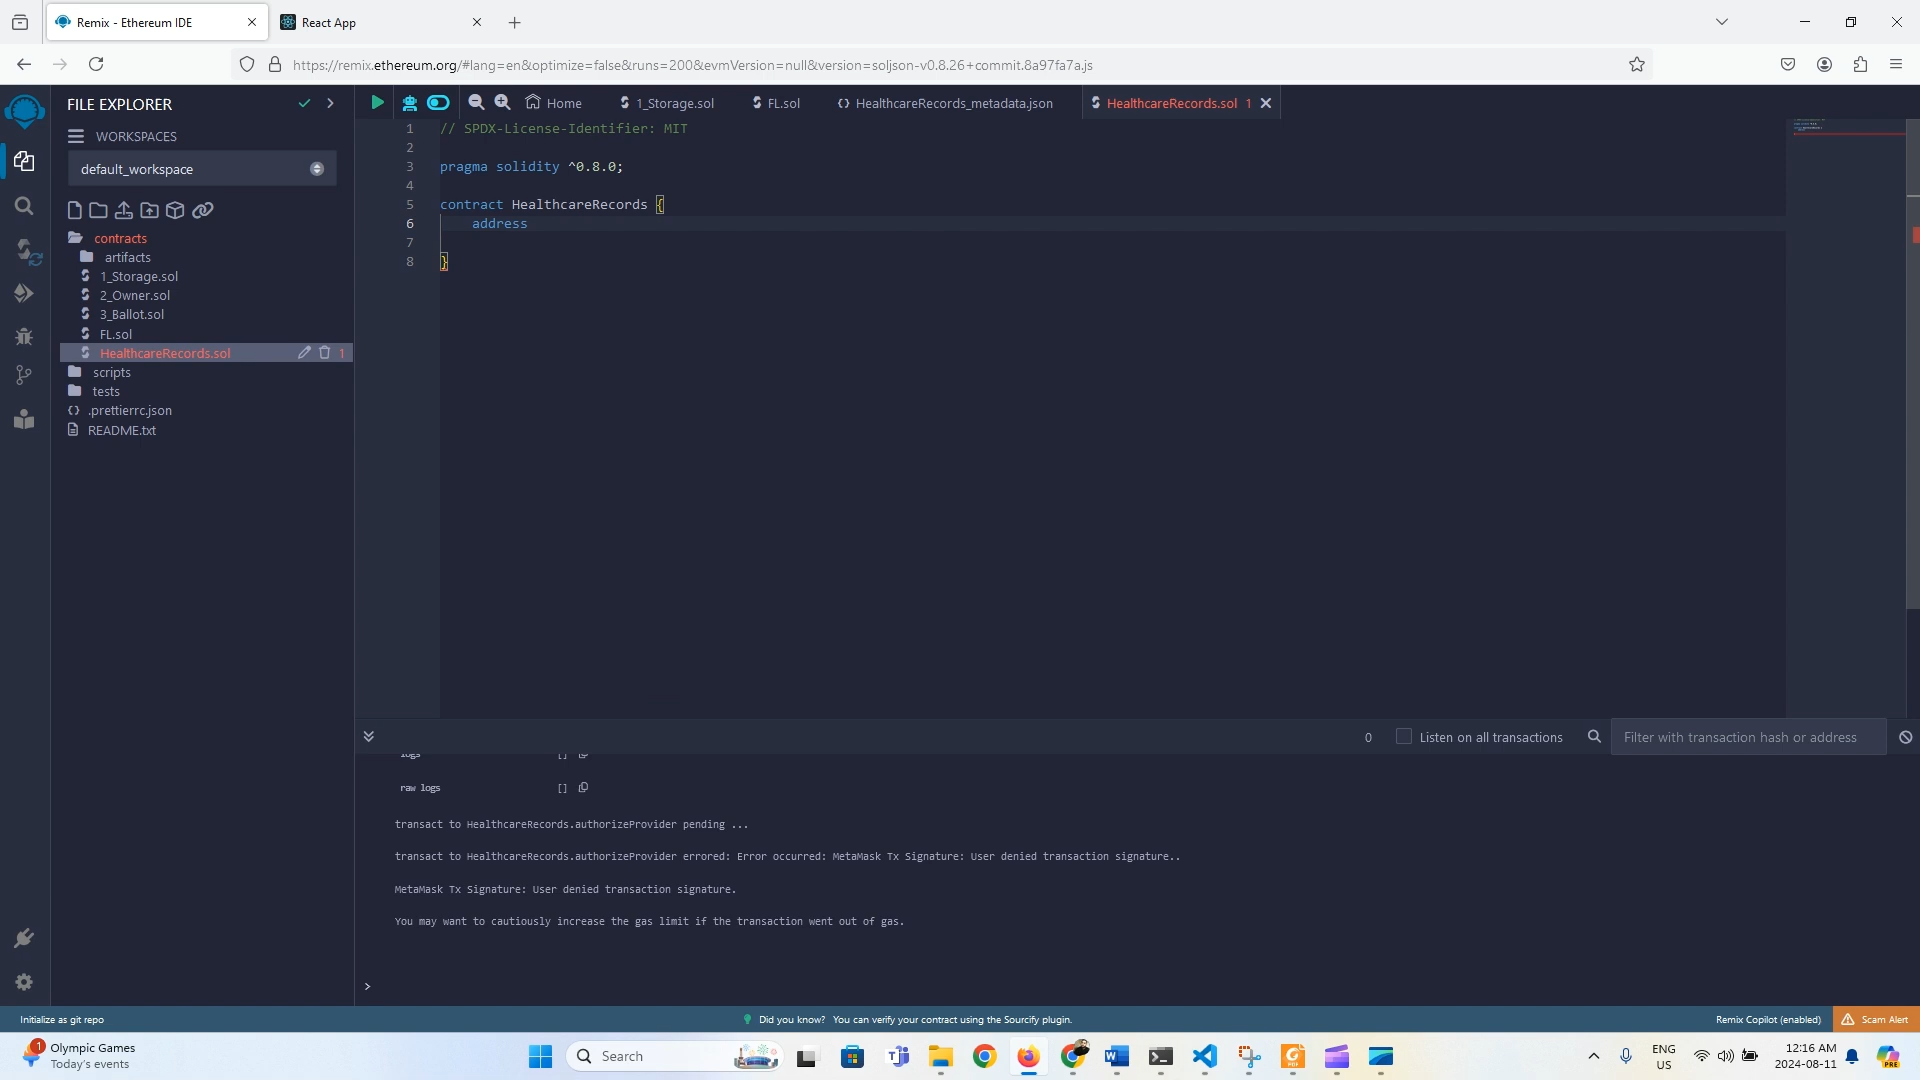 Remix - Ethereum IDE
React App
https://remix.ethereum.org/#lang=en&optimize=false&runs=200&evmVersion=null&version=soljson-v0.8.26+commit.8a97fa7a.js
FILE EXPLORER
Home
1_Storage.sol
FL.sol
HealthcareRecords_metadata.json
HealthcareRecords.sol 1
WORKSPACES
default_workspace
contracts
artifacts
1_Storage.sol
2_Owner.sol
3_Ballot.sol
FL.sol
HealthcareRecords.sol 1
scripts
tests
.prettierrc.json
README.txt
1 // SPDX-License-Identifier: MIT
2
3 pragma solidity ^0.8.0;
4
5 contract HealthcareRecords {
6 address
7
8 }
0 Listen on all transactions Filter with transaction hash or address
logs [ ]
raw logs [ ]
transact to HealthcareRecords.authorizeProvider pending ...
transact to HealthcareRecords.authorizeProvider errored: Error occurred: MetaMask Tx Signature: User denied transaction signature..
MetaMask Tx Signature: User denied transaction signature.
You may want to cautiously increase the gas limit if the transaction went out of gas.
>
Initialize as git repo
Did you know? You can verify your contract using the Sourcify plugin.
Remix Copilot (enabled)
Scam Alert
1
Olympic Games
Today's events
Search
ENG
US
12:16 AM
2024-08-11